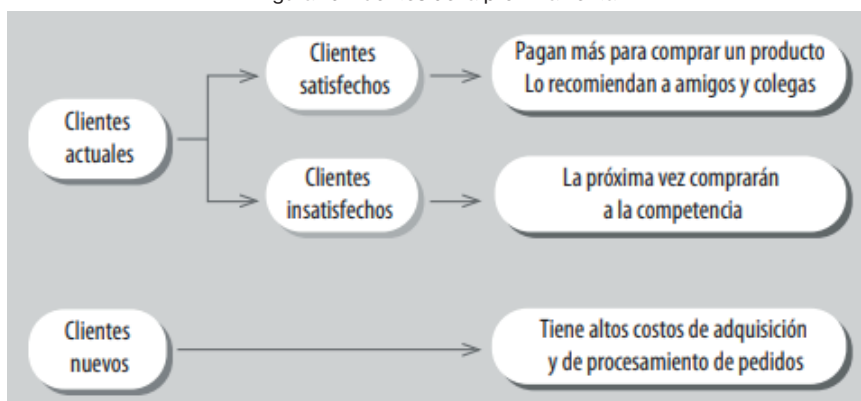 Clientes
satisfechos
Pagan más para comprar un producto
Lo recomiendan a amigos y colegas
Clientes
actuales
Clientes
insatisfechos
La próxima vez comprarán
a la competencia
Clientes
nuevos
Tiene altos costos de adquisición
y de procesamiento de pedidos